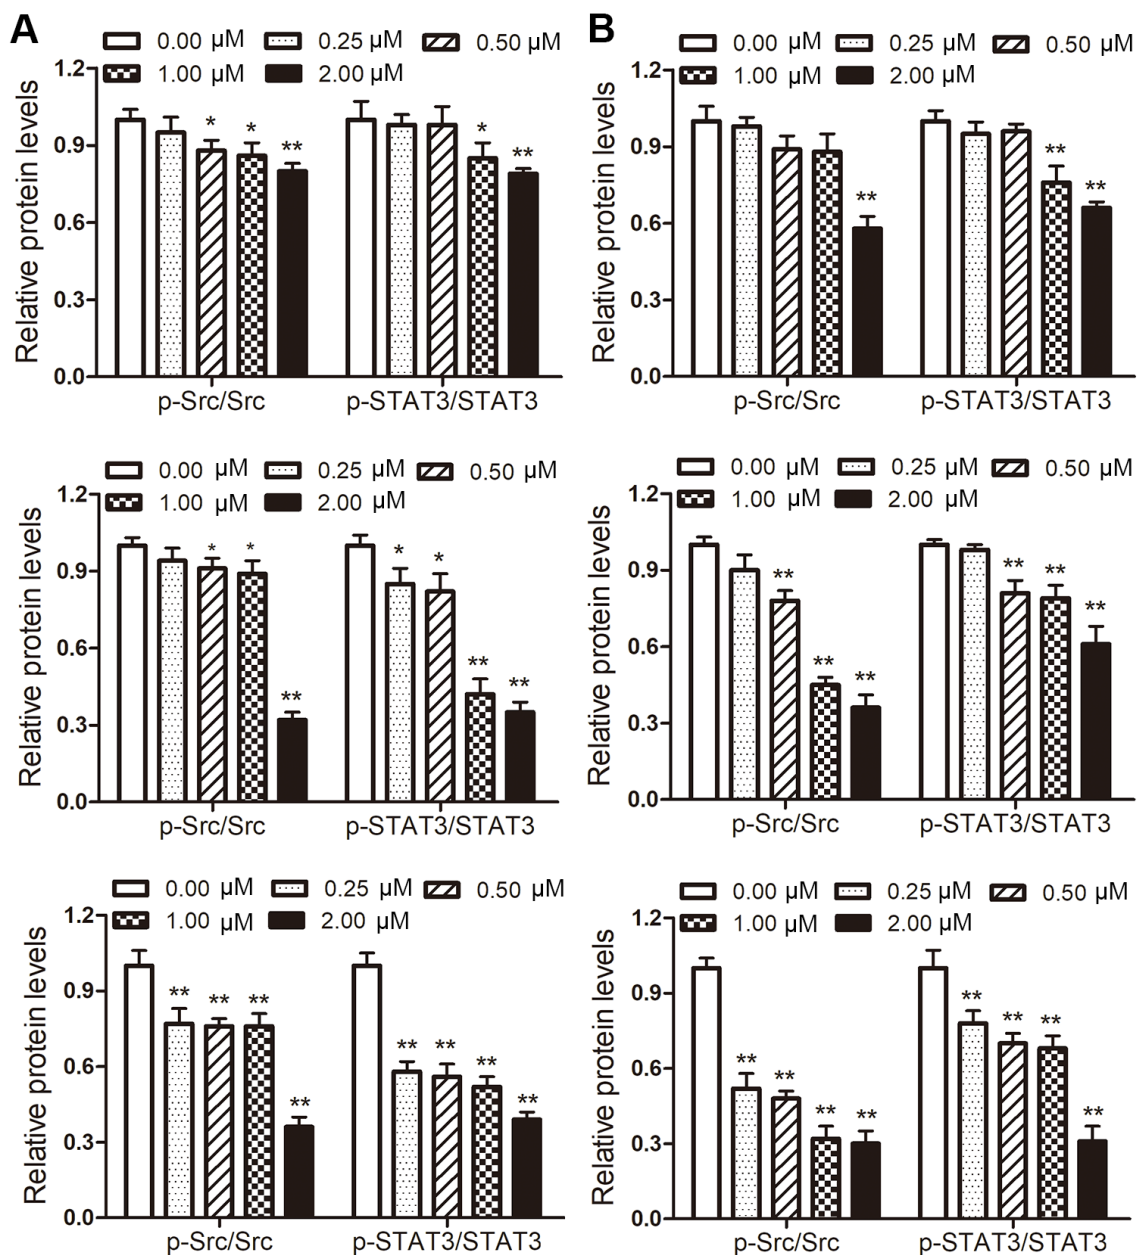 A
0.00 µM 0.25 µM 0.50 µM
1.00 µM 2.00 µM
Relative protein levels
1.2
0.9
0.6
0.3
0.0
* * ** * **
p-Src/Src p-STAT3/STAT3
B
0.00 µM 0.25 µM 0.50 µM
1.00 µM 2.00 µM
Relative protein levels
1.2
0.9
0.6
0.3
0.0
** ** **
p-Src/Src p-STAT3/STAT3
0.00 µM 0.25 µM 0.50 µM
1.00 µM 2.00 µM
Relative protein levels
1.2
0.9
0.6
0.3
0.0
* * ** * * ** **
p-Src/Src p-STAT3/STAT3
0.00 µM 0.25 µM 0.50 µM
1.00 µM 2.00 µM
Relative protein levels
1.2
0.9
0.6
0.3
0.0
** ** ** ** ** **
p-Src/Src p-STAT3/STAT3
0.00 µM 0.25 µM 0.50 µM
1.00 µM 2.00 µM
Relative protein levels
1.2
0.9
0.6
0.3
0.0
** ** ** ** ** ** ** **
p-Src/Src p-STAT3/STAT3
0.00 µM 0.25 µM 0.50 µM
1.00 µM 2.00 µM
Relative protein levels
1.2
0.9
0.6
0.3
0.0
** ** ** ** ** ** ** **
p-Src/Src p-STAT3/STAT3